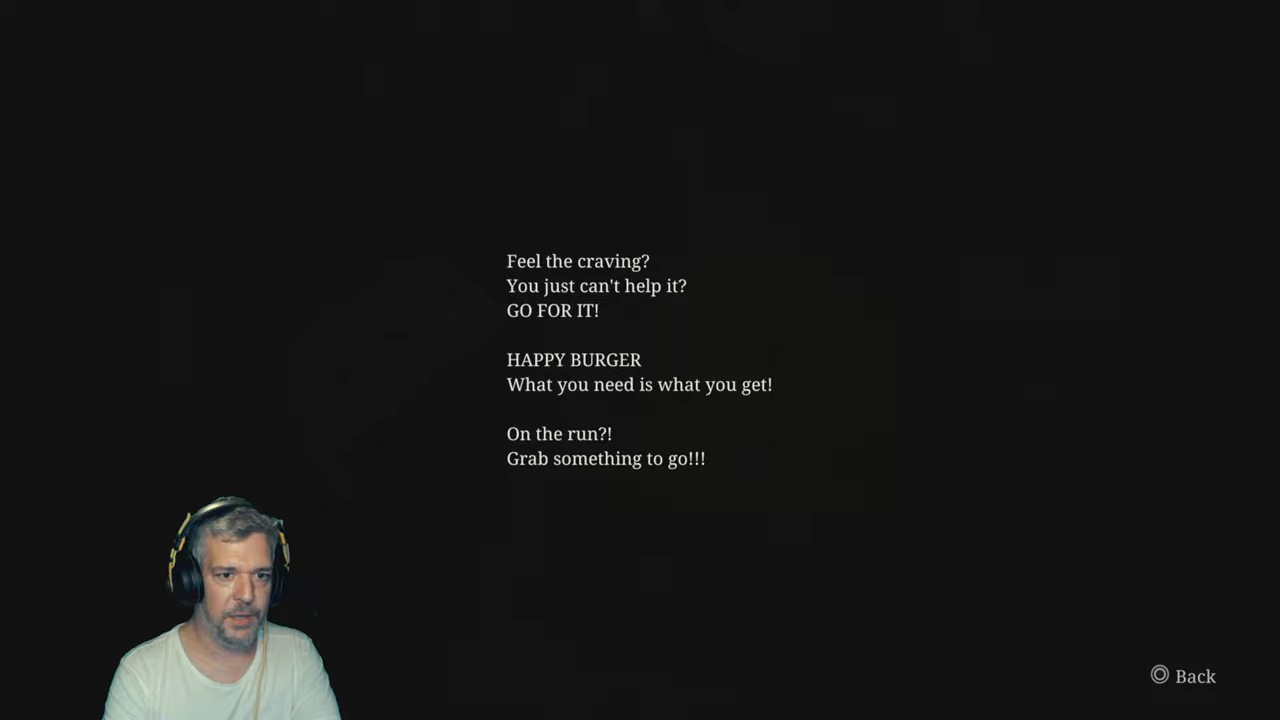 Feel the craving?
You just can't help it?
GO FOR IT!
HAPPY BURGER
What you need is what you get!
On the run?!
Grab something to go!!!
Back